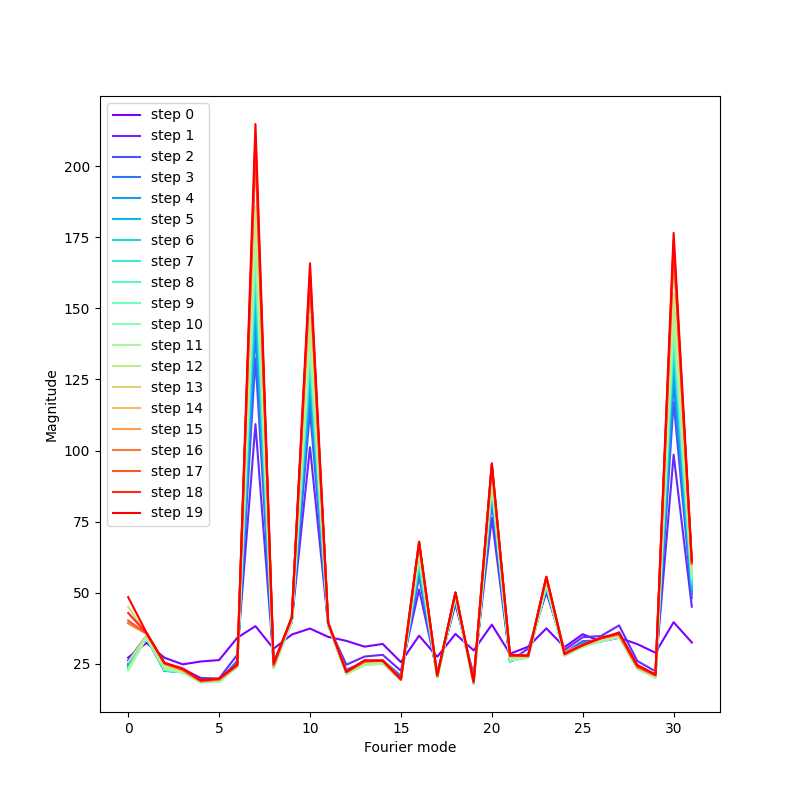 step 0
step 1
step 2
step 3
step 4
step 5
step 6
step 7
step 8
step 9
step 10
step 11
step 12
step 13
step 14
step 15
step 16
step 17
step 18
step 19
200
175
150
125
100
75
50
25
Magnitude
0 5 10 15 20 25 30
Fourier mode